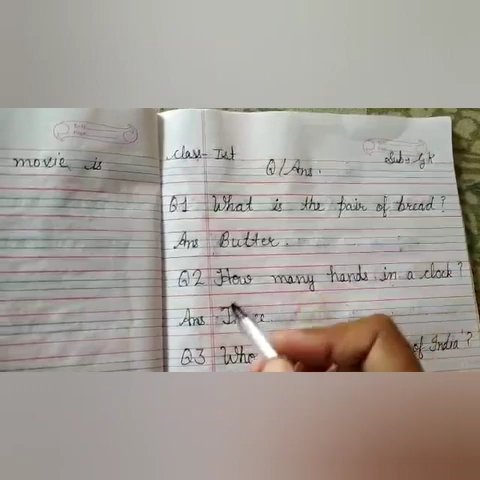 movie is
Class - Ist
Sub:- G.K
Q/Ans.
Q1 What is the pair of bread?
Ans Butter.
Q2 How many hands in a clock?
Ans
Q3 Who of India?